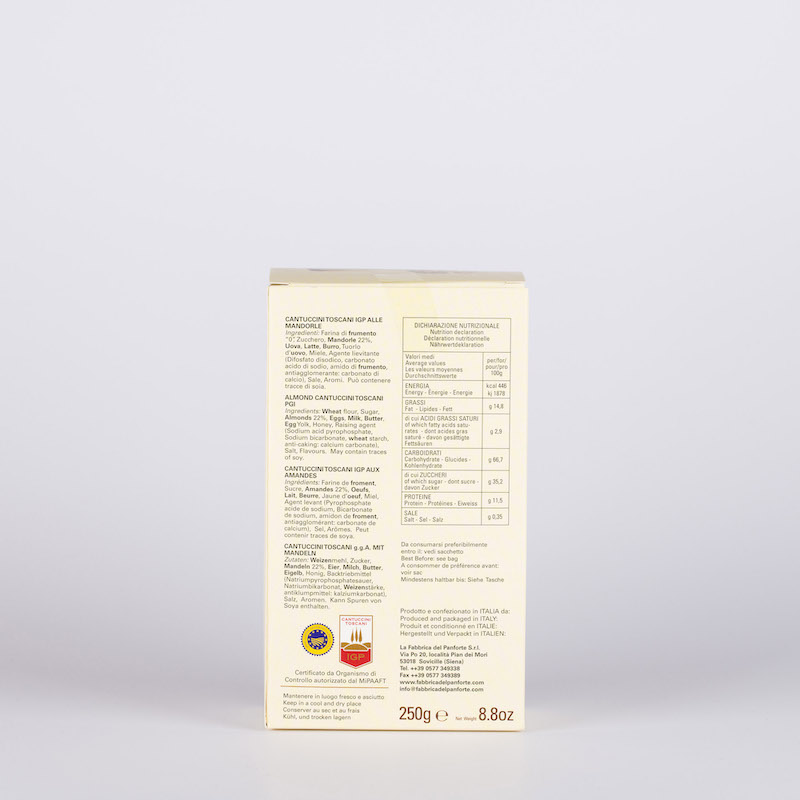 CANTUCCINI TOSCANI IGP ALLE
MANDORLE
Ingredienti: Farina di frumento
"0", Zucchero, Mandorle 22%,
Uova, Latte, Burro, Tuorlo
d'uovo, Miele, Agente lievitante
(Difosfato disodico, carbonato
acido di sodio, amido di frumento,
antiagglomerante: carbonato di
calcio), Sale, Aromi. Può contenere
tracce di soia.
ALMOND CANTUCCINI TOSCANI
PGI
Ingredients: Wheat flour, Sugar,
Almonds 22%, Eggs, Milk, Butter,
Egg Yolk, Honey, Raising agent
(Sodium acid pyrophosphate,
Sodium bicarbonate, wheat starch,
anti-caking: calcium carbonate),
Salt, Flavours. May contain traces
of soy.
CANTUCCINI TOSCANI IGP AUX
AMANDES
Ingrédients: Farine de froment,
Sucre, Amandes 22%, Oeufs,
Lait, Beurre, Jaune d'oeuf, Miel,
Agent levant (Pyrophosphate
acide de sodium, Bicarbonate
de sodium, amidon de froment,
antiagglomérant: carbonate de
calcium), Sel, Arômes. Peut
contenir traces de soya.
CANTUCCINI TOSCANI g.g.A. MIT
MANDELN
Zutaten: Weizenmehl, Zucker,
Mandeln 22%, Eier, Milch, Butter,
Eigelb, Honig, Backtriebmittel
(Natriumpyrophosphatesauer,
Natriumbikarbonat, Weizenstärke,
antiklumpmittel: kalziumkarbonat),
Salz, Aromen. Kann Spuren von
Soya enthalten.
CANTUCCINI
TOSCANI
IGP
Certificato da Organismo di
Controllo autorizzato dal MiPAAFT
Mantenere in luogo fresco e asciutto
Keep in a cool and dry place
Conserver au sec et au frais
Kühl, und trocken lagern
DICHIARAZIONE NUTRIZIONALE
Nutrition declaration
Déclaration nutritionnelle
Nährwertdeklaration
Valori medi
Average values
Les valeurs moyennes
Durchschnittswerte
per/for/
pour/pro
100g
ENERGIA
Energy - Énergie - Energie
kcal 446
kj 1878
GRASSI
Fat - Lipides - Fett
g 14,8
di cui ACIDI GRASSI SATURI
of which fatty acids satu-
rates - dont acides gras
saturé - davon gesättigte
Fettsäuren
g 2,9
CARBOIDRATI
Carbohydrate - Glucides -
Kohlenhydrate
g 66,7
di cui ZUCCHERI
of which sugar - dont sucre -
davon Zucker
g 35,2
PROTEINE
Protein - Protéines - Eiweiss
g 11,5
SALE
Salt - Sel - Salz
g 0,35
Da consumarsi preferibilmente
entro il: vedi sacchetto
Best Before: see bag
A consommer de préférence avant:
voir sac
Mindestens haltbar bis: Siehe Tasche
Prodotto e confezionato in ITALIA da:
Produced and packaged in ITALY:
Produit et conditionné en ITALIE:
Hergestellt und Verpackt in ITALIEN:
La Fabbrica del Panforte S.r.l.
Via Po 20, località Pian dei Mori
53018 Sovicille (Siena)
Tel. ++39 0577 349338
Fax ++39 0577 349389
www.fabbricadelpanforte.com
info@fabbricadelpanforte.com
250g ℮ Net Weight 8.8oz